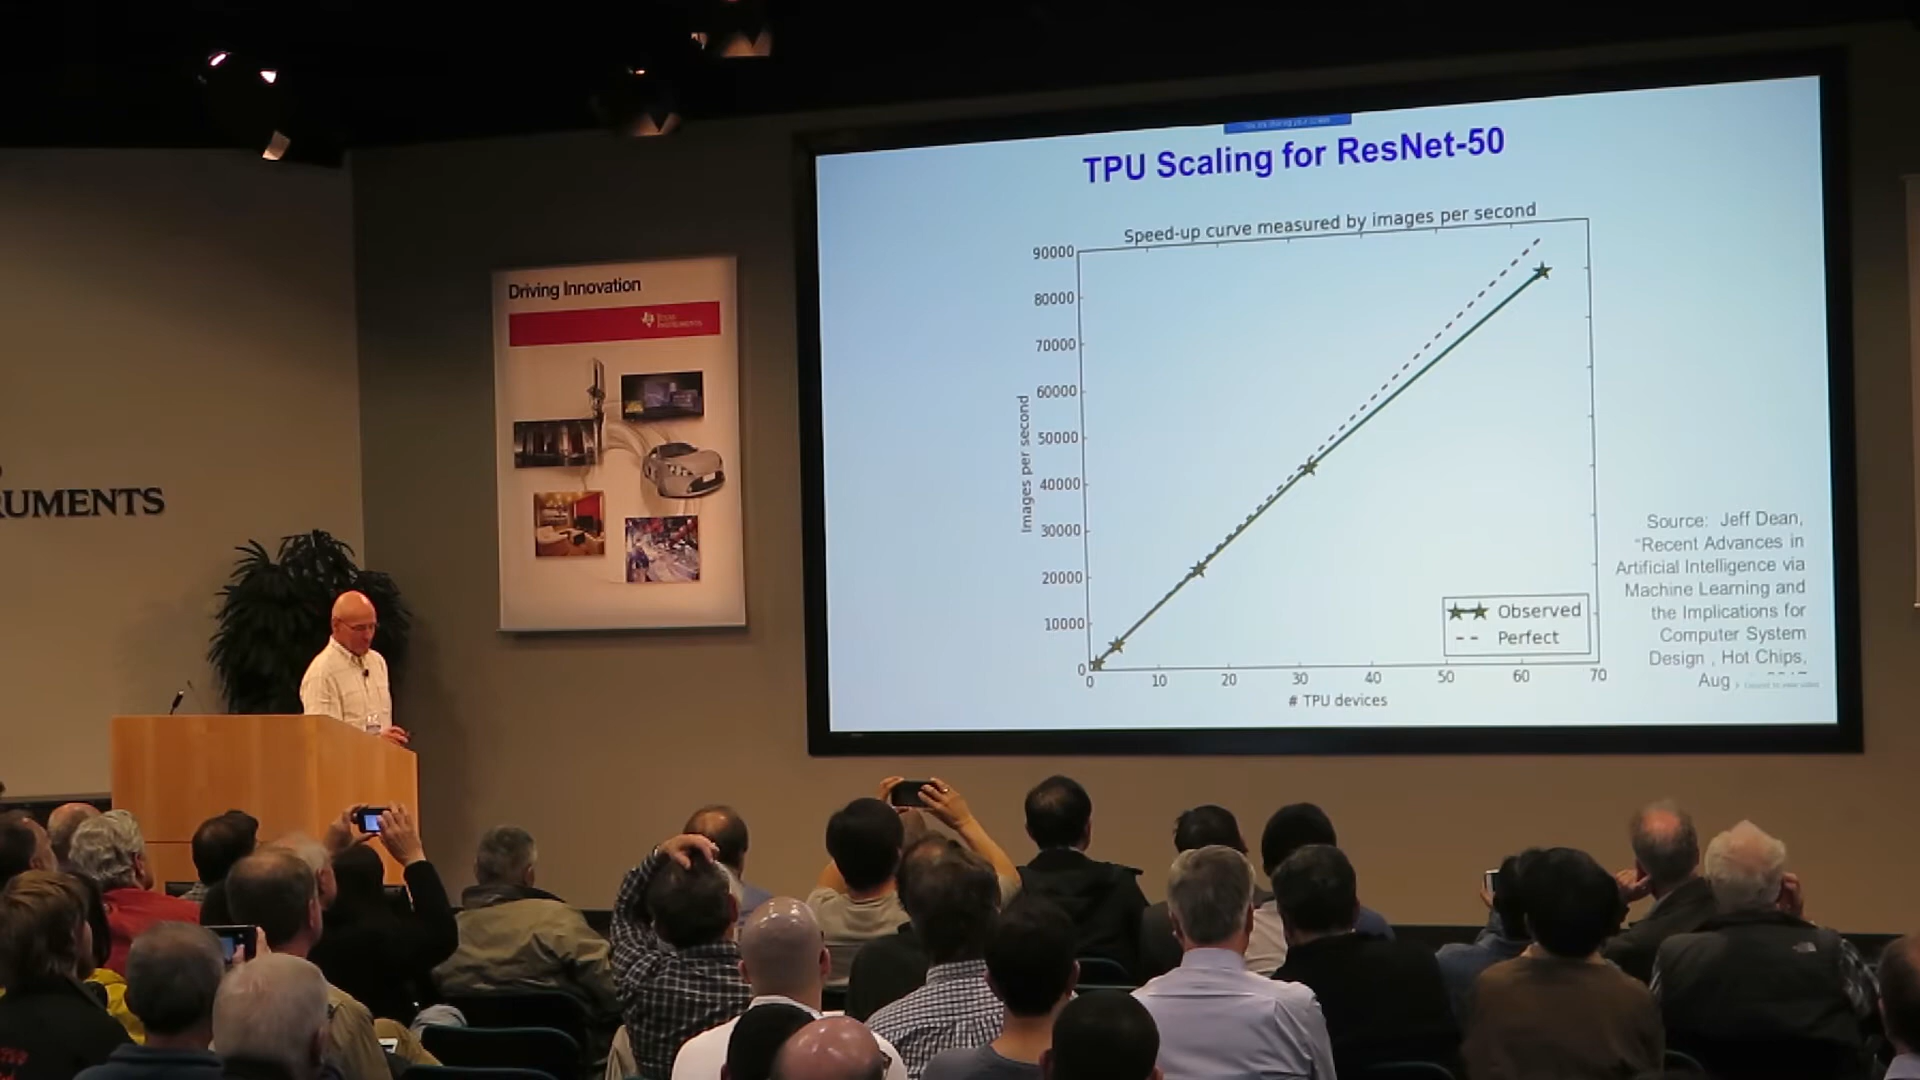 RUMENTS
Driving Innovation
TEXAS
INSTRUMENTS
TPU Scaling for ResNet-50
Speed-up curve measured by images per second
90000
80000
70000
60000
50000
40000
30000
20000
10000
0
Images per second
0 10 20 30 40 50 60 70
# TPU devices
Observed
Perfect
Source: Jeff Dean,
"Recent Advances in
Artificial Intelligence via
Machine Learning and
the Implications for
Computer System
Design , Hot Chips,
Aug